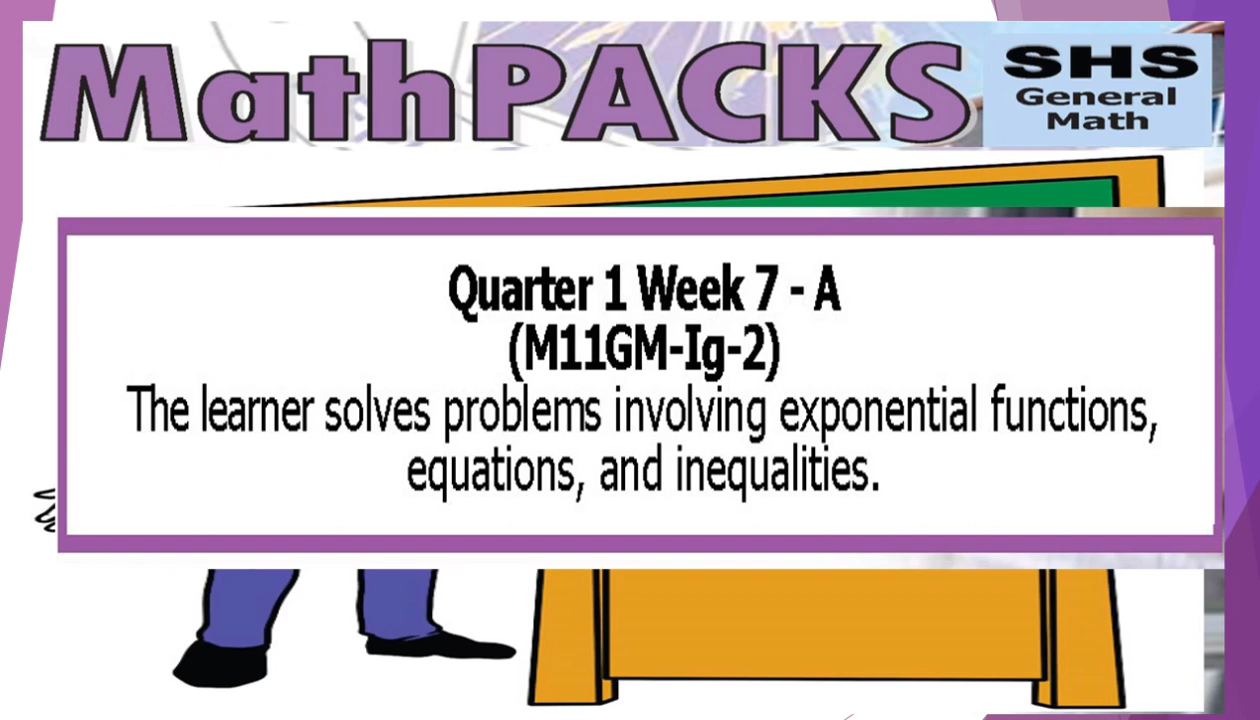 MathPACKS
SHS
General
Math
Quarter 1 Week 7 - A
(M11GM-Ig-2)
The learner solves problems involving exponential functions,
equations, and inequalities.